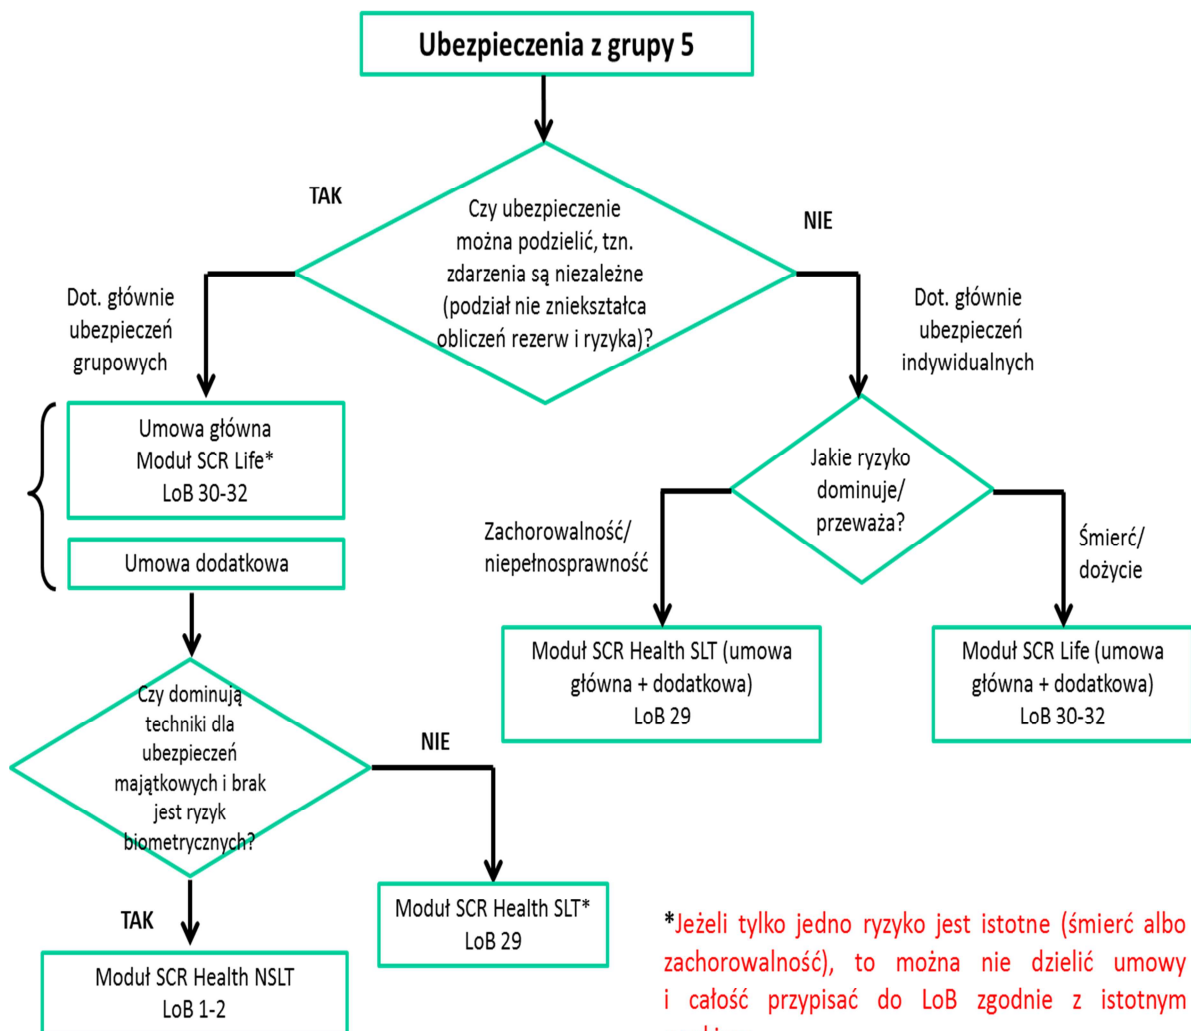 Ubezpieczenia z grupy 5
TAK
NIE
Czy ubezpieczenie
można podzielić, tzn.
zdarzenia są niezależne
(podział nie zniekształca
obliczeń rezerw i ryzyka)?
Dot. głównie
ubezpieczeń
grupowych
Dot. głównie
ubezpieczeń
indywidualnych
Umowa główna
Moduł SCR Life*
LoB 30-32
Umowa dodatkowa
Jakie ryzyko
dominuje/
przeważa?
Zachorowalność/
niepełnosprawność
Śmierć/
dożycie
Moduł SCR Health SLT (umowa
główna + dodatkowa)
LoB 29
Moduł SCR Life (umowa
główna + dodatkowa)
LoB 30-32
Czy dominują
techniki dla
ubezpieczeń
majątkowych i brak
jest ryzyk
biometrycznych?
NIE
TAK
Moduł SCR Health SLT*
LoB 29
Moduł SCR Health NSLT
LoB 1-2
*Jeżeli tylko jedno ryzyko jest istotne (śmierć albo
zachorowalność), to można nie dzielić umowy
i całość przypisać do LoB zgodnie z istotnym